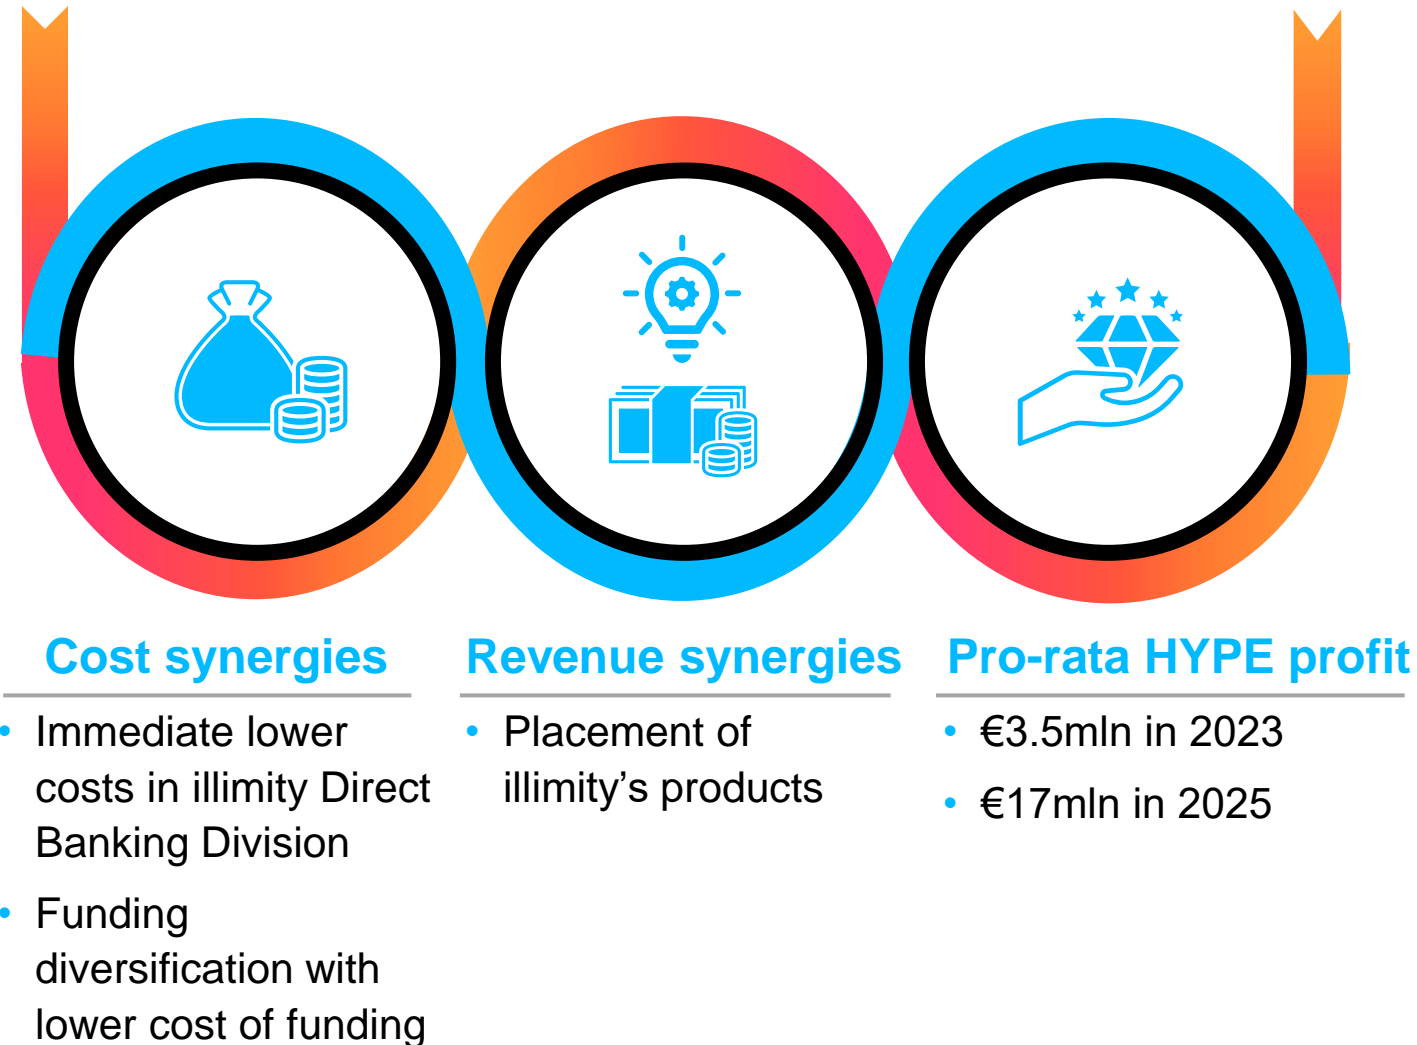 Cost synergies
• Immediate lower
costs in illimity Direct
Banking Division
• Funding
diversification with
lower cost of funding
Revenue synergies
• Placement of
illimity’s products
Pro-rata HYPE profit
• €3.5mln in 2023
• €17mln in 2025